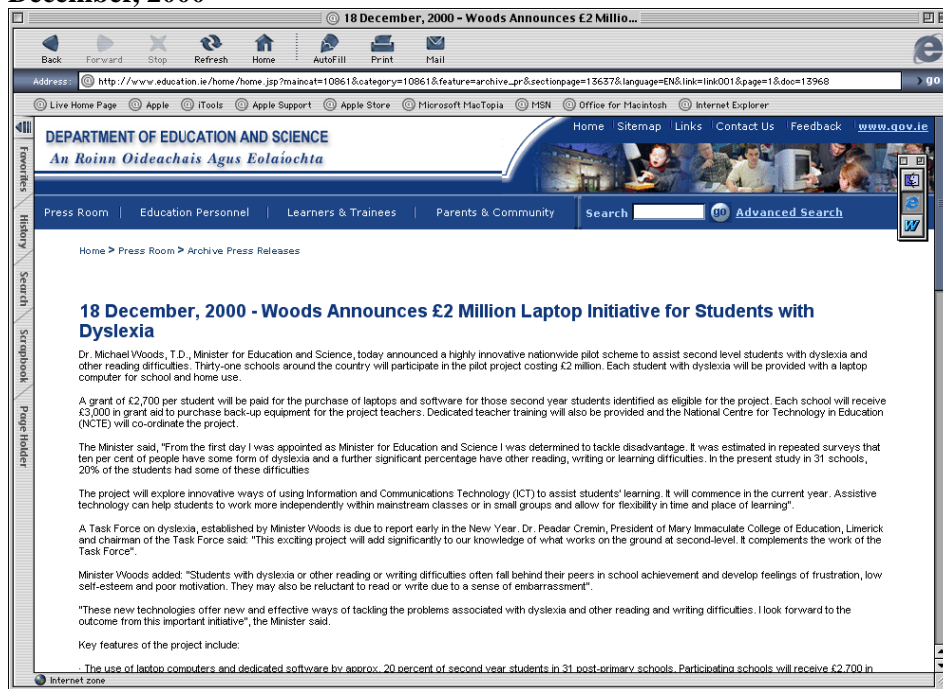 December, 2000
18 December, 2000 - Woods Announces £2 Millio...
Back Forward Stop Refresh Home AutoFill Print Mail
Address: http://www.education.ie/home/home.jsp?maincat=10861&category=10861&feature=archive_pr&sectionpage=13637&language=EN&link=link001&page=1&doc=13968 go
Live Home Page Apple iTools Apple Support Apple Store Microsoft MacTopia MSN Office for Macintosh Internet Explorer
Favorites
History
Search
Scrapbook
Page Holder
Home Sitemap Links Contact Us Feedback www.gov.ie
DEPARTMENT OF EDUCATION AND SCIENCE
An Roinn Oideachais Agus Eolaíochta
Press Room | Education Personnel | Learners & Trainees | Parents & Community Search go Advanced Search
Home > Press Room > Archive Press Releases
18 December, 2000 - Woods Announces £2 Million Laptop Initiative for Students with
Dyslexia
Dr. Michael Woods, T.D., Minister for Education and Science, today announced a highly innovative nationwide pilot scheme to assist second level students with dyslexia and
other reading difficulties. Thirty-one schools around the country will participate in the pilot project costing £2 million. Each student with dyslexia will be provided with a laptop
computer for school and home use.
A grant of £2,700 per student will be paid for the purchase of laptops and software for those second year students identified as eligible for the project. Each school will receive
£3,000 in grant aid to purchase back-up equipment for the project teachers. Dedicated teacher training will also be provided and the National Centre for Technology in Education
(NCTE) will co-ordinate the project.
The Minister said, "From the first day I was appointed as Minister for Education and Science I was determined to tackle disadvantage. It was estimated in repeated surveys that
ten per cent of people have some form of dyslexia and a further significant percentage have other reading, writing or learning difficulties. In the present study in 31 schools,
20% of the students had some of these difficulties
The project will explore innovative ways of using Information and Communications Technology (ICT) to assist students' learning. It will commence in the current year. Assistive
technology can help students to work more independently within mainstream classes or in small groups and allow for flexibility in time and place of learning".
A Task Force on dyslexia, established by Minister Woods is due to report early in the New Year. Dr. Peadar Cremin, President of Mary Immaculate College of Education, Limerick
and chairman of the Task Force said: "This exciting project will add significantly to our knowledge of what works on the ground at second-level. It complements the work of the
Task Force".
Minister Woods added: "Students with dyslexia or other reading or writing difficulties often fall behind their peers in school achievement and develop feelings of frustration, low
self-esteem and poor motivation. They may also be reluctant to read or write due to a sense of embarrassment".
"These new technologies offer new and effective ways of tackling the problems associated with dyslexia and other reading and writing difficulties. I look forward to the
outcome from this important initiative", the Minister said.
Key features of the project include:
· The use of laptop computers and dedicated software by approx. 20 percent of second year students in 31 post-primary schools. Participating schools will receive £2,700 in
Internet zone